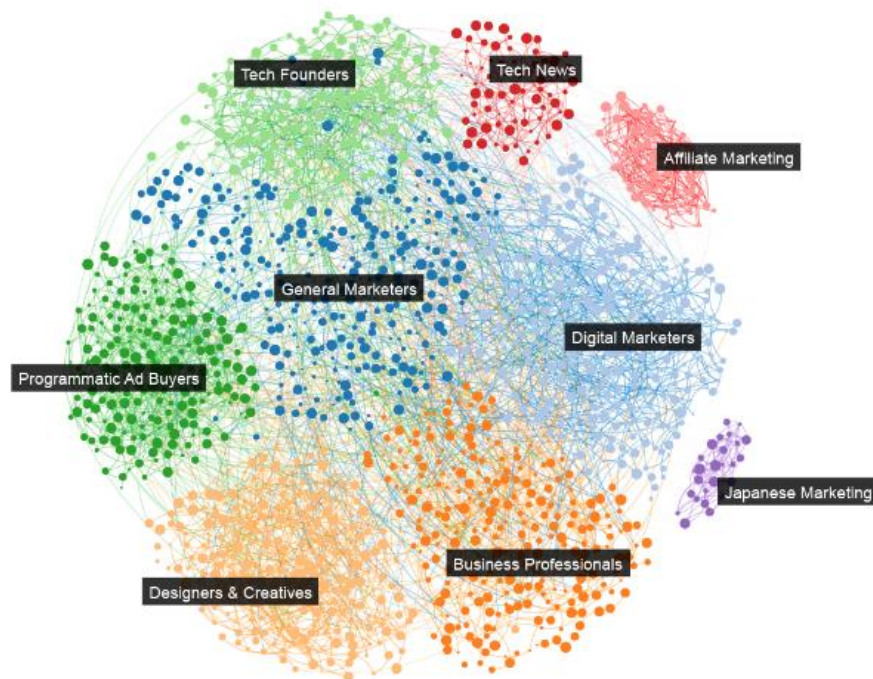 Tech Founders
Tech News
Affiliate Marketing
General Marketers
Digital Marketers
Programmatic Ad Buyers
Japanese Marketing
Business Professionals
Designers & Creatives